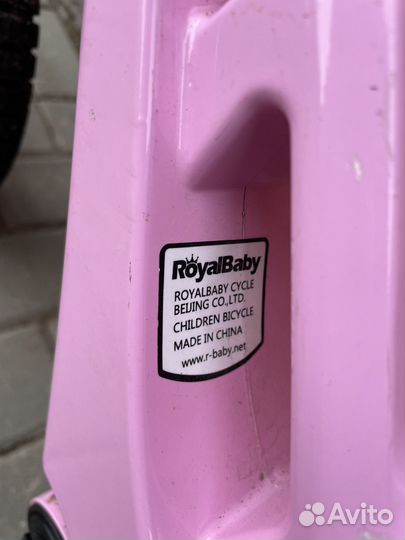 RoyalBaby
ROYALBABY CYCLE
BEIJING CO.,LTD.
CHILDREN BICYCLE
MADE IN CHINA
www.r-baby.net
Avito